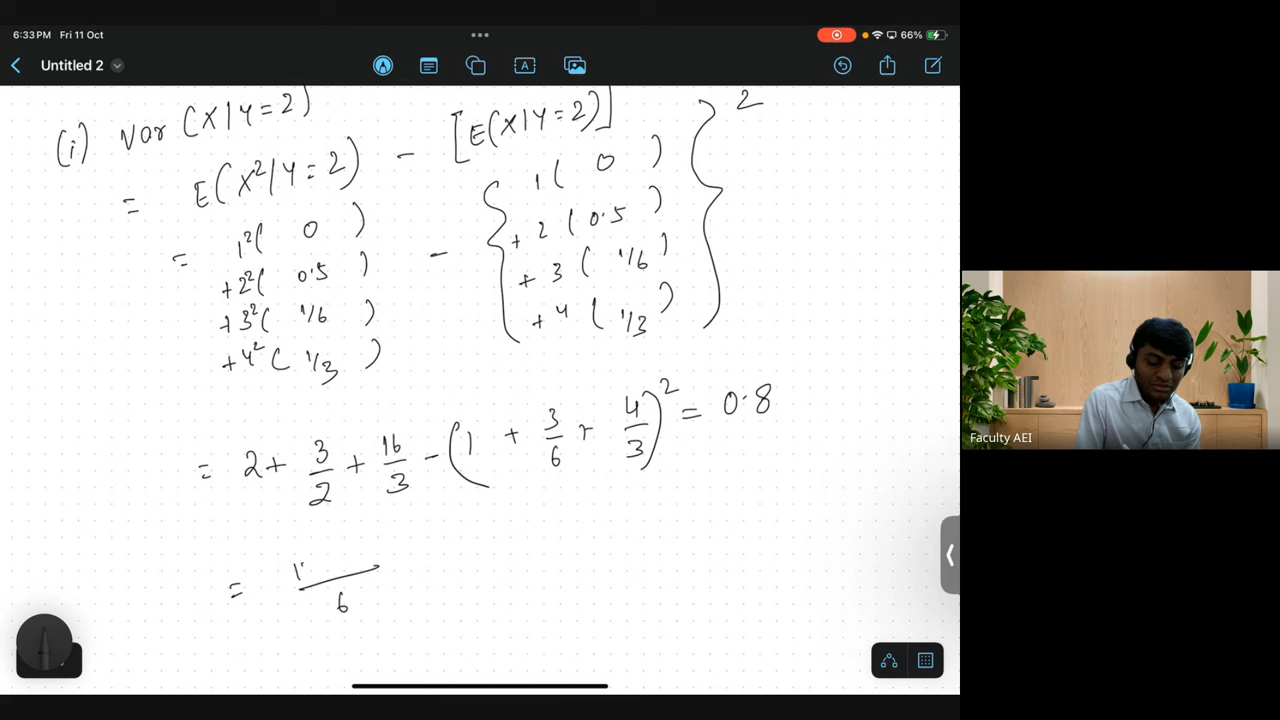 6:33 PM Fri 11 Oct
66%
Untitled 2
A
(i) Var (X|Y=2)
= E(X²|Y=2) - [E(X|Y=2)]²
= 1²( 0 ) - { 1 ( 0 )
+2²( 0.5 ) + 2 ( 0.5 )
+3²( 1/6 ) + 3 ( 1/6 )
+4² ( 1/3 ) + 4 ( 1/3 ) }
= 2 + 3/2 + 16/3 - (1 + 3/6 + 4/3)² = 0.8
= 1 / 6
Faculty AEI